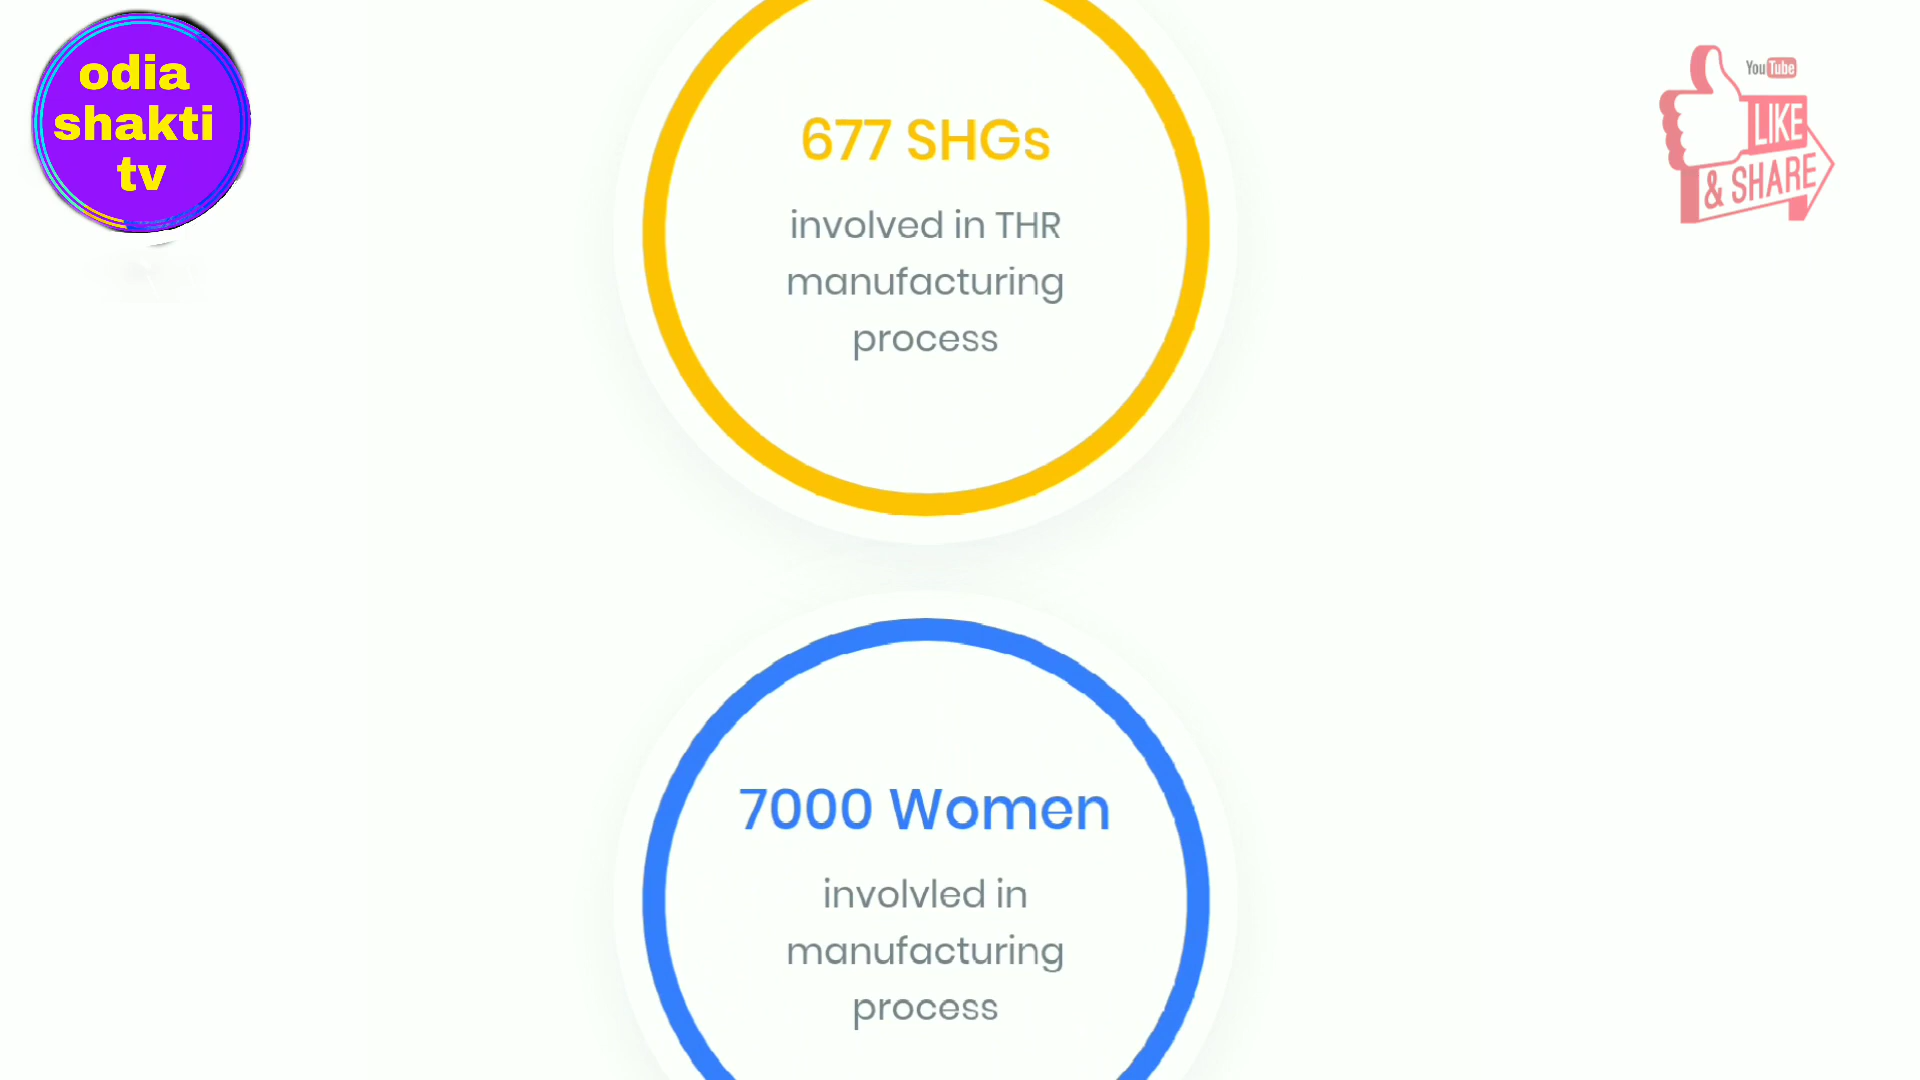 odia
shakti
tv
YouTube
LIKE
& SHARE
677 SHGs
involved in THR
manufacturing
process
7000 Women
involvled in
manufacturing
process